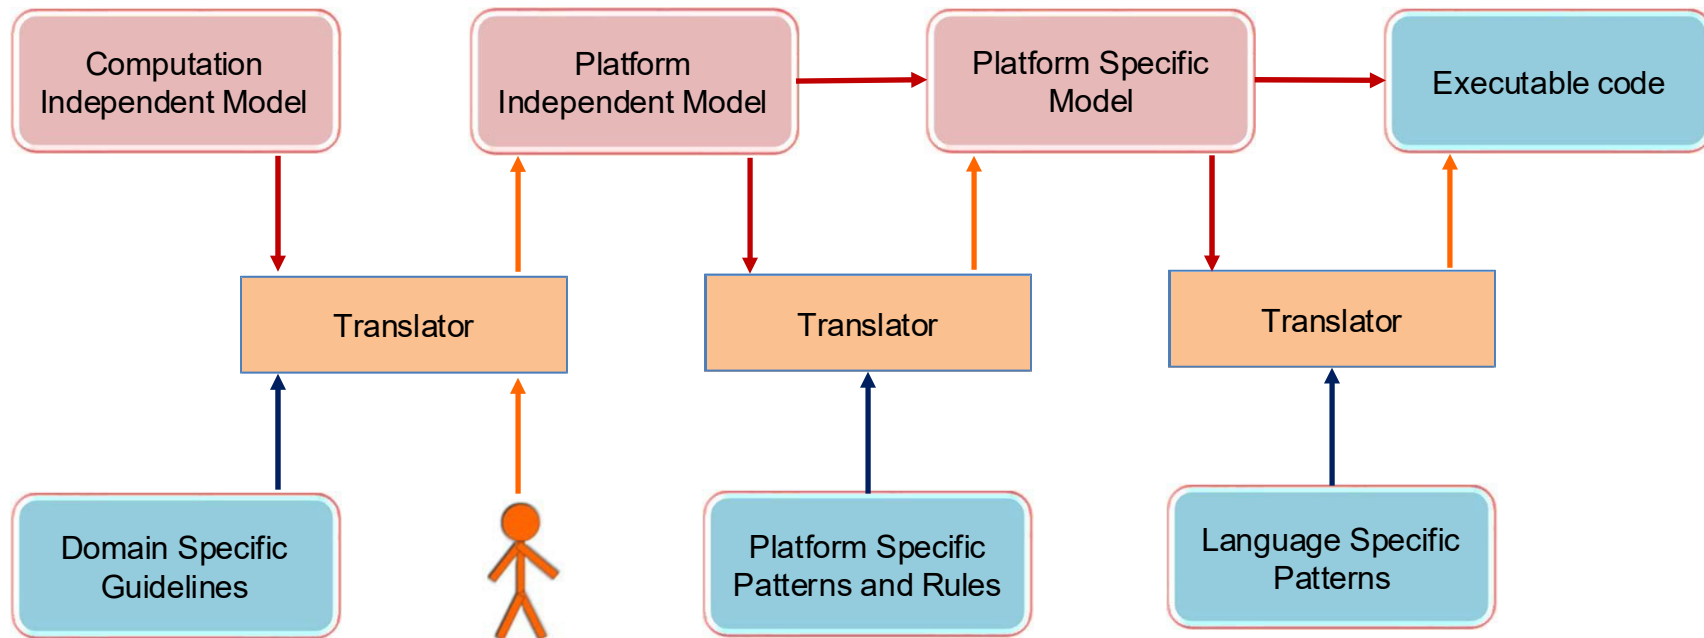 Computation
Independent Model
Platform
Independent Model
Platform Specific
Model
Executable code
Translator
Translator
Translator
Domain Specific
Guidelines
Platform Specific
Patterns and Rules
Language Specific
Patterns